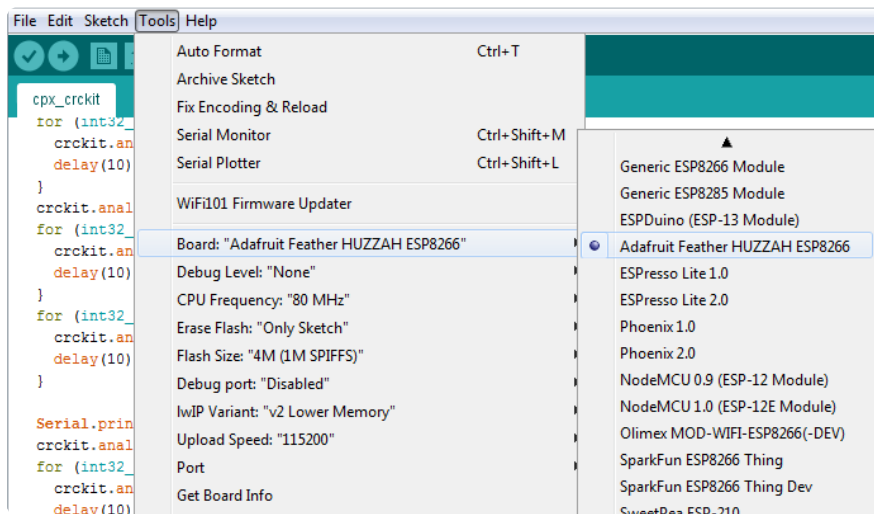 File Edit Sketch Tools Help
cpx_crckit
for (int32_
crckit.an
delay(10)
}
crckit.anal
for (int32_
crckit.an
delay(10)
}
for (int32_
crckit.an
delay(10)
}
Serial.prin
crckit.anal
for (int32_
crckit.an
delay(10)
Auto Format Ctrl+T
Archive Sketch
Fix Encoding & Reload
Serial Monitor Ctrl+Shift+M
Serial Plotter Ctrl+Shift+L
WiFi101 Firmware Updater
Board: "Adafruit Feather HUZZAH ESP8266"
Debug Level: "None"
CPU Frequency: "80 MHz"
Erase Flash: "Only Sketch"
Flash Size: "4M (1M SPIFFS)"
Debug port: "Disabled"
lwIP Variant: "v2 Lower Memory"
Upload Speed: "115200"
Port
Get Board Info
Generic ESP8266 Module
Generic ESP8285 Module
ESPDuino (ESP-13 Module)
Adafruit Feather HUZZAH ESP8266
ESPresso Lite 1.0
ESPresso Lite 2.0
Phoenix 1.0
Phoenix 2.0
NodeMCU 0.9 (ESP-12 Module)
NodeMCU 1.0 (ESP-12E Module)
Olimex MOD-WIFI-ESP8266(-DEV)
SparkFun ESP8266 Thing
SparkFun ESP8266 Thing Dev
SweetPea ESP-210